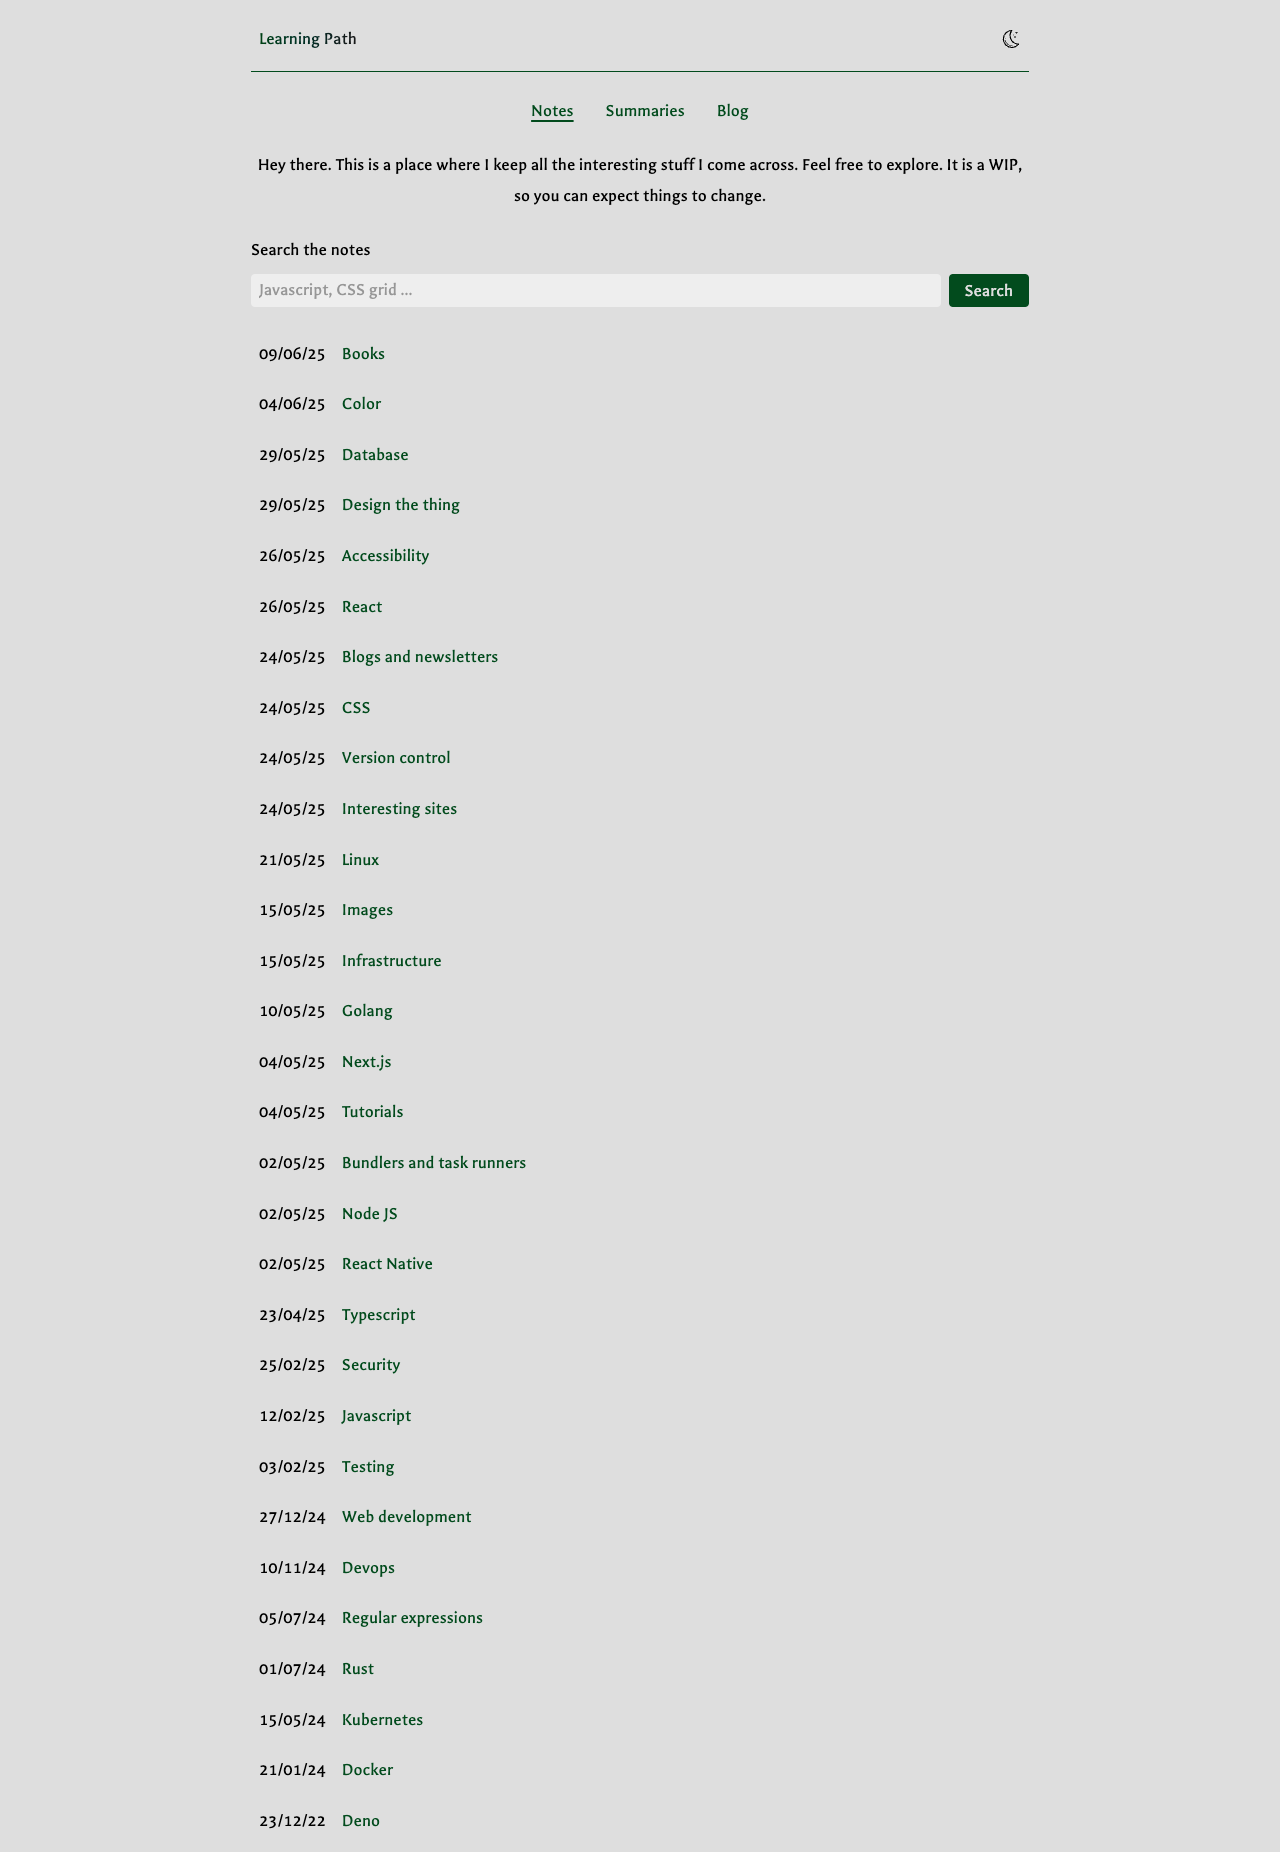 Learning Path
Notes Summaries Blog
Hey there. This is a place where I keep all the interesting stuff I come across. Feel free to explore. It is a WIP,
so you can expect things to change.
Search the notes
Javascript, CSS grid ... Search
09/06/25 Books
04/06/25 Color
29/05/25 Database
29/05/25 Design the thing
26/05/25 Accessibility
26/05/25 React
24/05/25 Blogs and newsletters
24/05/25 CSS
24/05/25 Version control
24/05/25 Interesting sites
21/05/25 Linux
15/05/25 Images
15/05/25 Infrastructure
10/05/25 Golang
04/05/25 Next.js
04/05/25 Tutorials
02/05/25 Bundlers and task runners
02/05/25 Node JS
02/05/25 React Native
23/04/25 Typescript
25/02/25 Security
12/02/25 Javascript
03/02/25 Testing
27/12/24 Web development
10/11/24 Devops
05/07/24 Regular expressions
01/07/24 Rust
15/05/24 Kubernetes
21/01/24 Docker
23/12/22 Deno